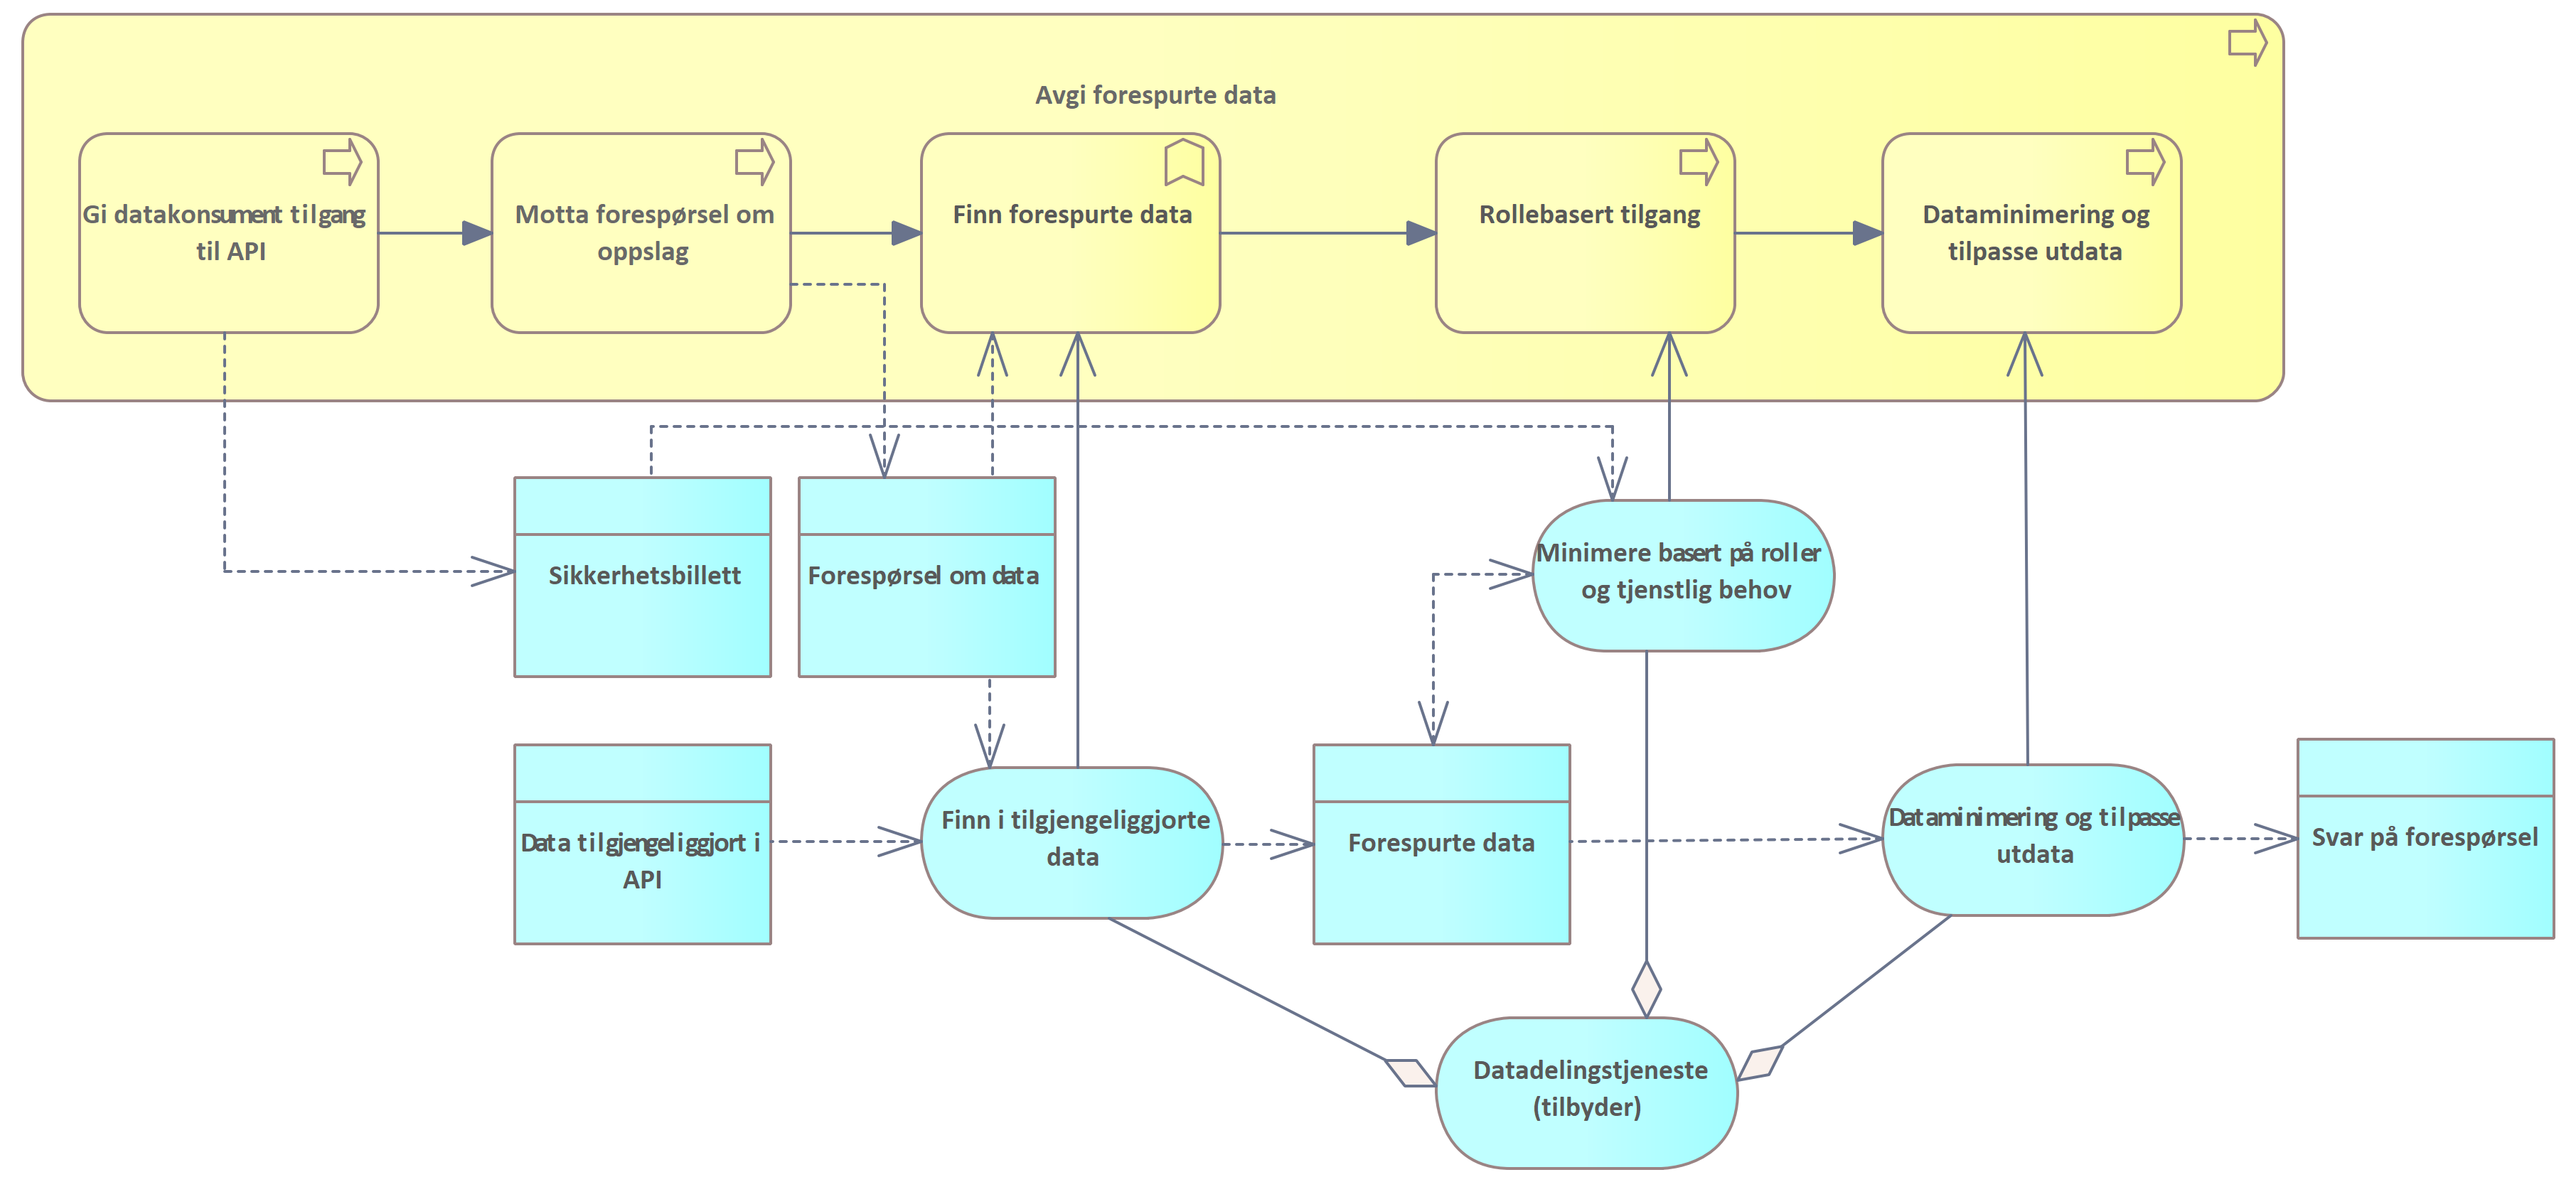 Avgi forespurte data
Gi datakonsument tilgang
til API
Motta forespørsel om
oppslag
Finn forespurte data
Rollebasert tilgang
Dataminimering og
tilpasse utdata
Sikkerhetsbillett
Forespørsel om data
Minimere basert på roller
og tjenstlig behov
Data tilgjengeliggjort i
API
Finn i tilgjengeliggjorte
data
Forespurte data
Dataminimering og tilpasse
utdata
Svar på forespørsel
Datadelingstjeneste
(tilbyder)